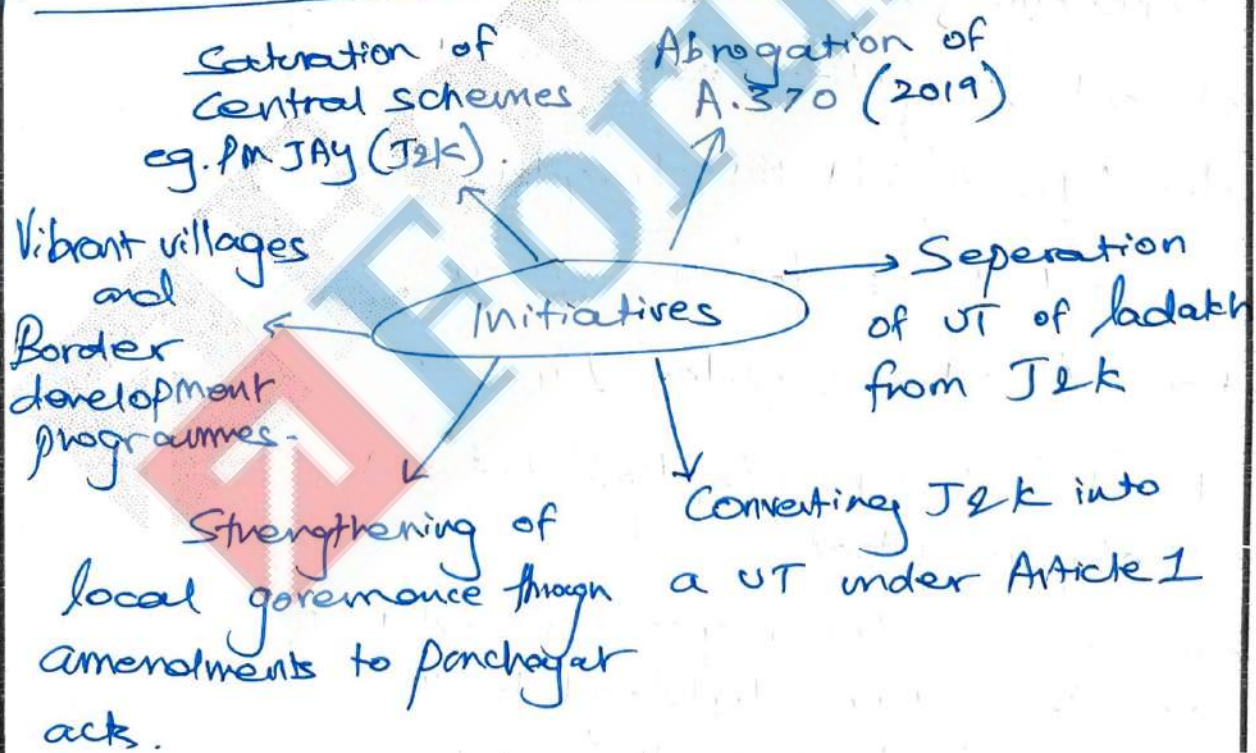 Saturation of
Central schemes
eg. PM JAY (J&K).
Abrogation of
A.370 (2019)
Vibrant villages
and
Border
development
programmes-
Initiatives
Seperation
of UT of ladakh
from J&K
Strengthening of
local governance through
amendments to panchayat
acts.
Converting J&K into
a UT under Article 1
Forum